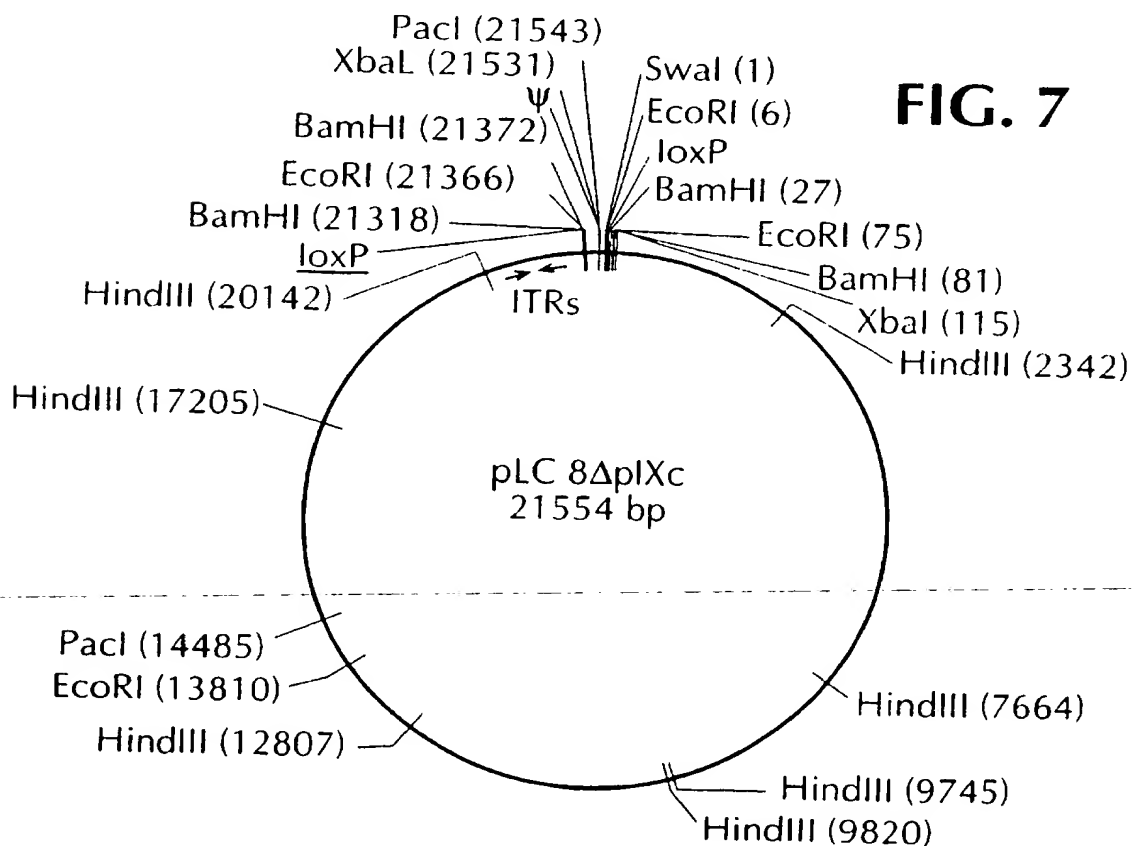 PacI (21543)
XbaL (21531)
ψ
BamHI (21372)
EcoRI (21366)
BamHI (21318)
loxP
HindIII (20142)
ITRs
SwaI (1)
EcoRI (6)
loxP
BamHI (27)
EcoRI (75)
BamHI (81)
XbaI (115)
HindIII (2342)
FIG. 7
HindIII (17205)
pLC 8ΔpIXc
21554 bp
PacI (14485)
EcoRI (13810)
HindIII (12807)
HindIII (7664)
HindIII (9745)
HindIII (9820)